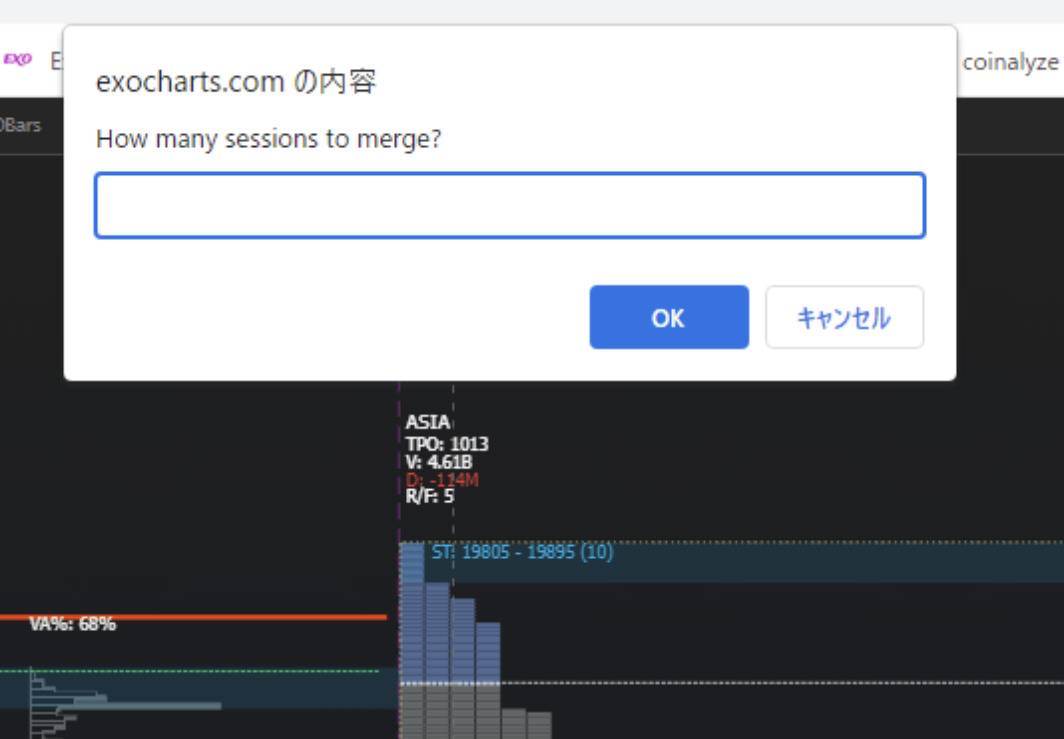 EXO
coinalyze
exocharts.com の内容
How many sessions to merge?
OK
キャンセル
ASIA
TPO: 1013
V: 4.61B
D: -114M
R/F: 5
ST: 19805 - 19895 (10)
VA%: 68%